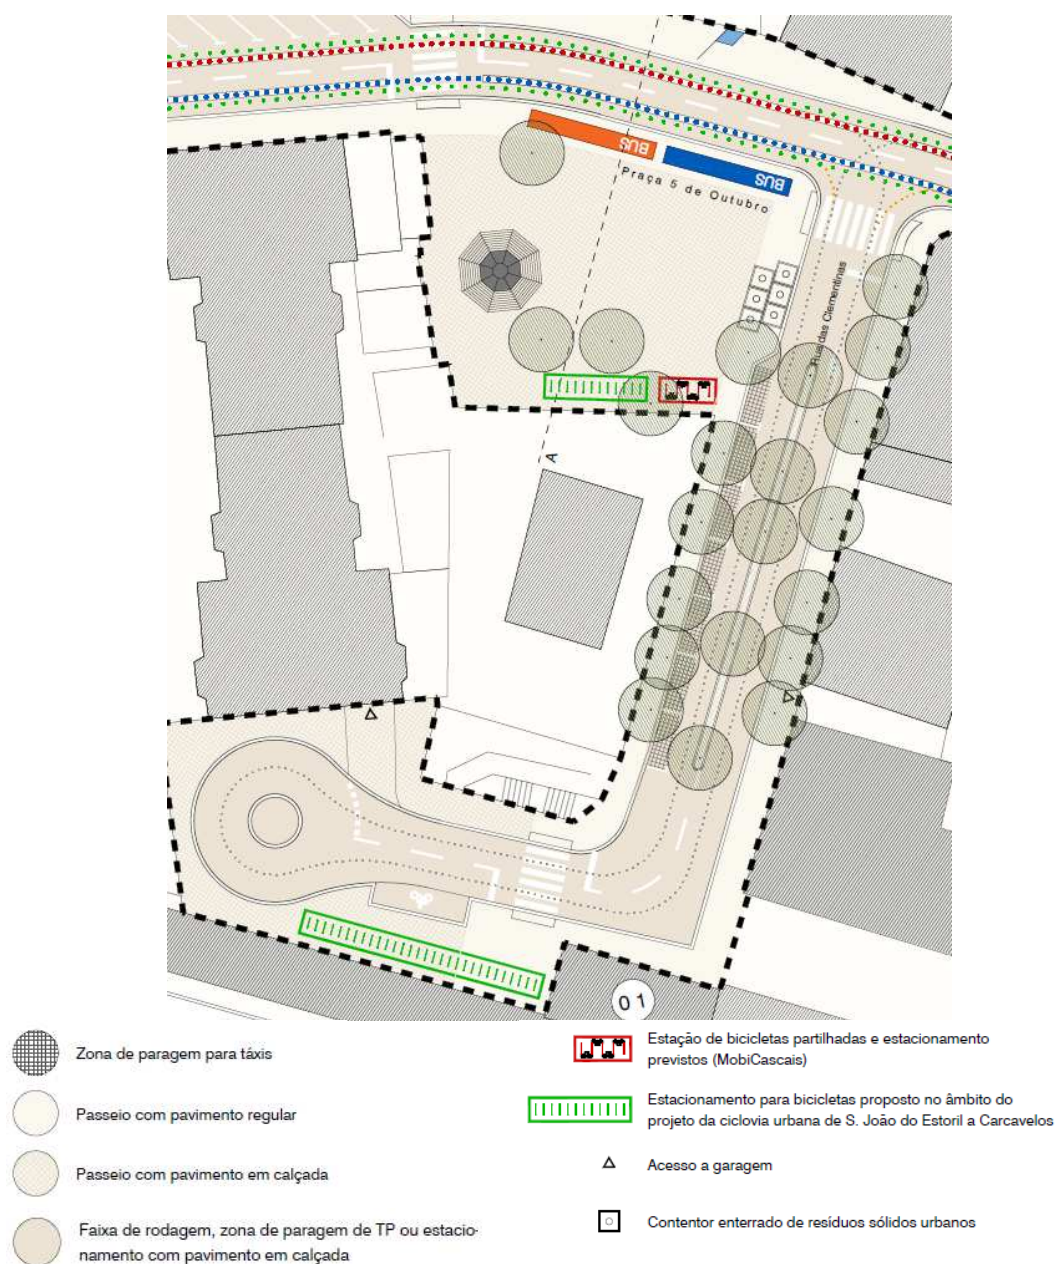 BUS
BUS
Praça 5 de Outubro
Rua das Clementinas
A
0 1
Zona de paragem para táxis
Passeio com pavimento regular
Passeio com pavimento em calçada
Faixa de rodagem, zona de paragem de TP ou estacio-
namento com pavimento em calçada
Estação de bicicletas partilhadas e estacionamento
previstos (MobiCascais)
Estacionamento para bicicletas proposto no âmbito do
projeto da ciclovia urbana de S. João do Estoril a Carcavelos
Acesso a garagem
Contentor enterrado de resíduos sólidos urbanos